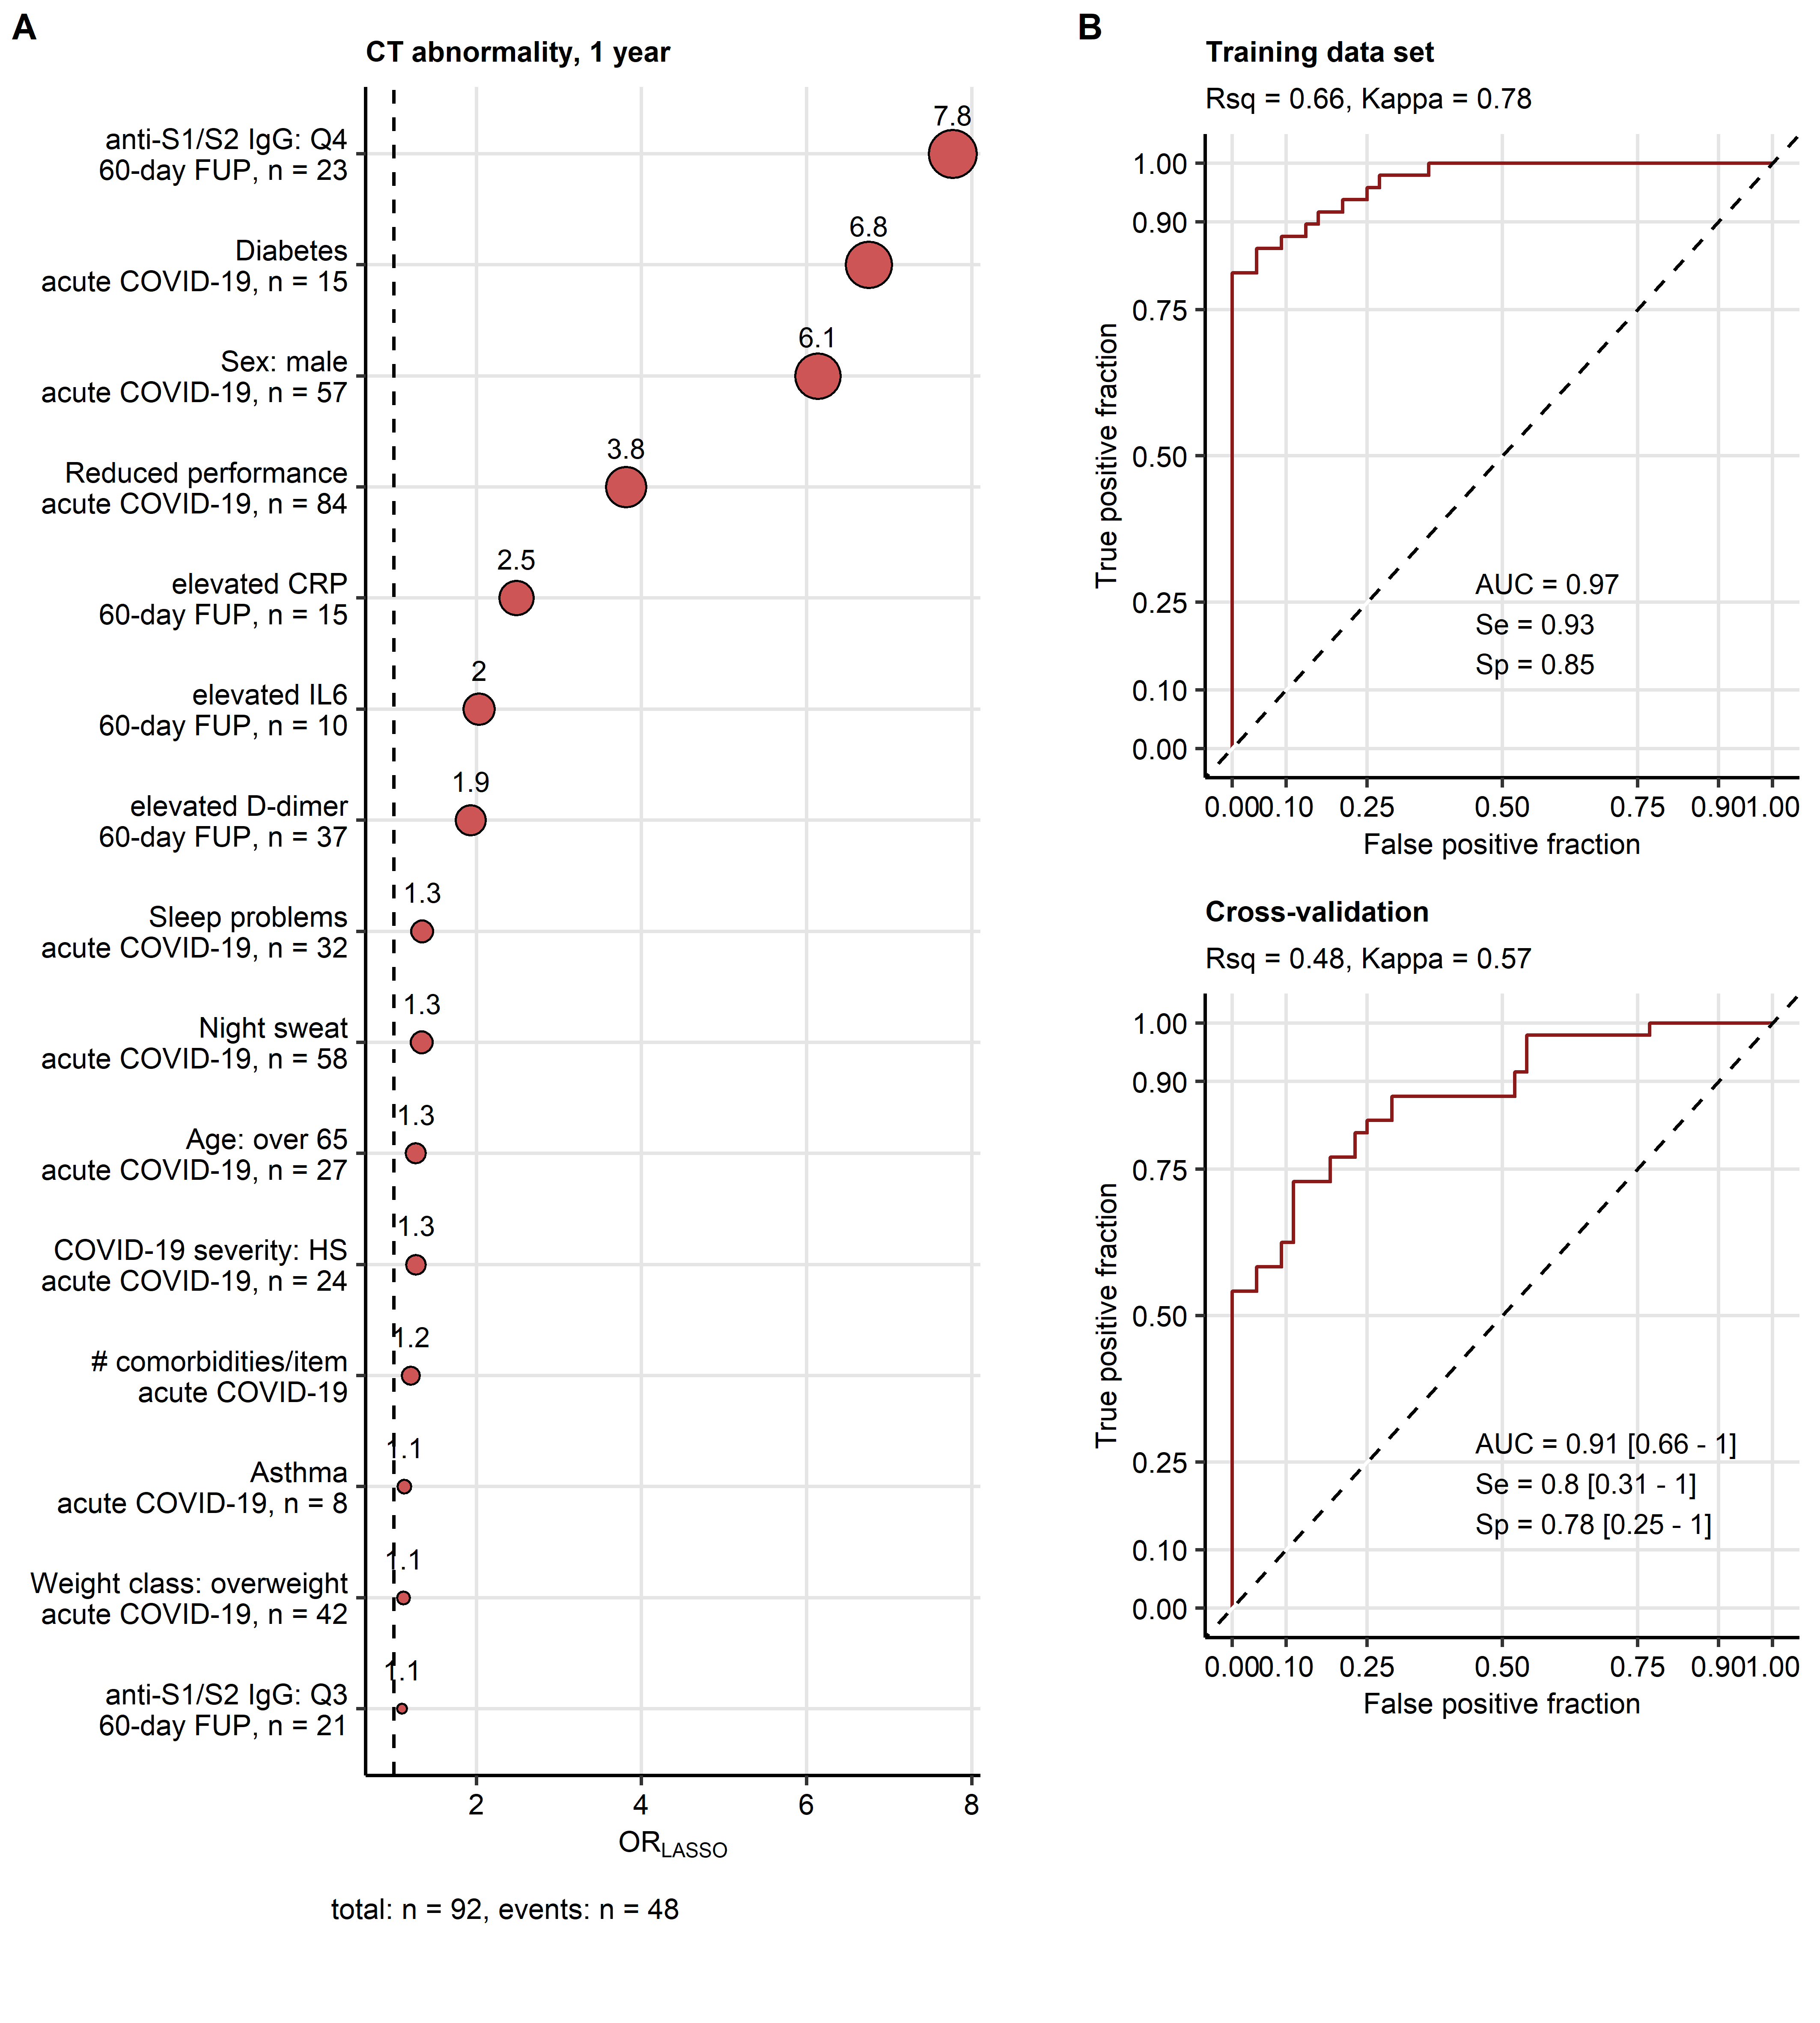 A
CT abnormality, 1 year
anti-S1/S2 IgG: Q4
60-day FUP, n = 23
7.8
Diabetes
acute COVID-19, n = 15
6.8
Sex: male
acute COVID-19, n = 57
6.1
Reduced performance
acute COVID-19, n = 84
3.8
elevated CRP
60-day FUP, n = 15
2.5
elevated IL6
60-day FUP, n = 10
2
elevated D-dimer
60-day FUP, n = 37
1.9
Sleep problems
acute COVID-19, n = 32
1.3
Night sweat
acute COVID-19, n = 58
1.3
Age: over 65
acute COVID-19, n = 27
1.3
COVID-19 severity: HS
acute COVID-19, n = 24
1.3
# comorbidities/item
acute COVID-19
1.2
Asthma
acute COVID-19, n = 8
1.1
Weight class: overweight
acute COVID-19, n = 42
1.1
anti-S1/S2 IgG: Q3
60-day FUP, n = 21
1.1
2 4 6 8
ORLASSO
total: n = 92, events: n = 48
B
Training data set
Rsq = 0.66, Kappa = 0.78
True positive fraction
1.00
0.90
0.75
0.50
0.25
0.10
0.00
AUC = 0.97
Se = 0.93
Sp = 0.85
0.00 0.10 0.25 0.50 0.75 0.90 1.00
False positive fraction
Cross-validation
Rsq = 0.48, Kappa = 0.57
True positive fraction
1.00
0.90
0.75
0.50
0.25
0.10
0.00
AUC = 0.91 [0.66 - 1]
Se = 0.8 [0.31 - 1]
Sp = 0.78 [0.25 - 1]
0.00 0.10 0.25 0.50 0.75 0.90 1.00
False positive fraction